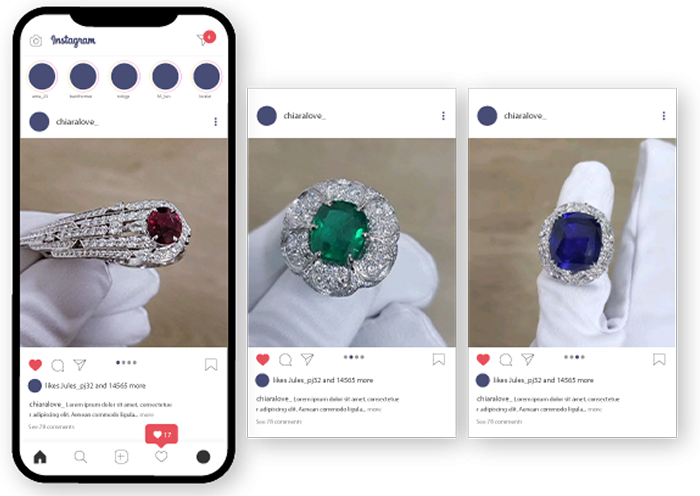 Instagram
4
chiaralove_
likes Jules_pj32 and 14565 more
chiaralove_ Lorem ipsum dolor sit amet, consectetue
r adipiscing elit. Aenean commodo ligula... more
See 78 comments
17
chiaralove_
likes Jules_pj32 and 14565 more
chiaralove_ Lorem ipsum dolor sit amet, consectetue
r adipiscing elit. Aenean commodo ligula... more
See 78 comments
chiaralove_
likes Jules_pj32 and 14565 more
chiaralove_ Lorem ipsum dolor sit amet, consectetue
r adipiscing elit. Aenean commodo ligula... more
See 78 comments